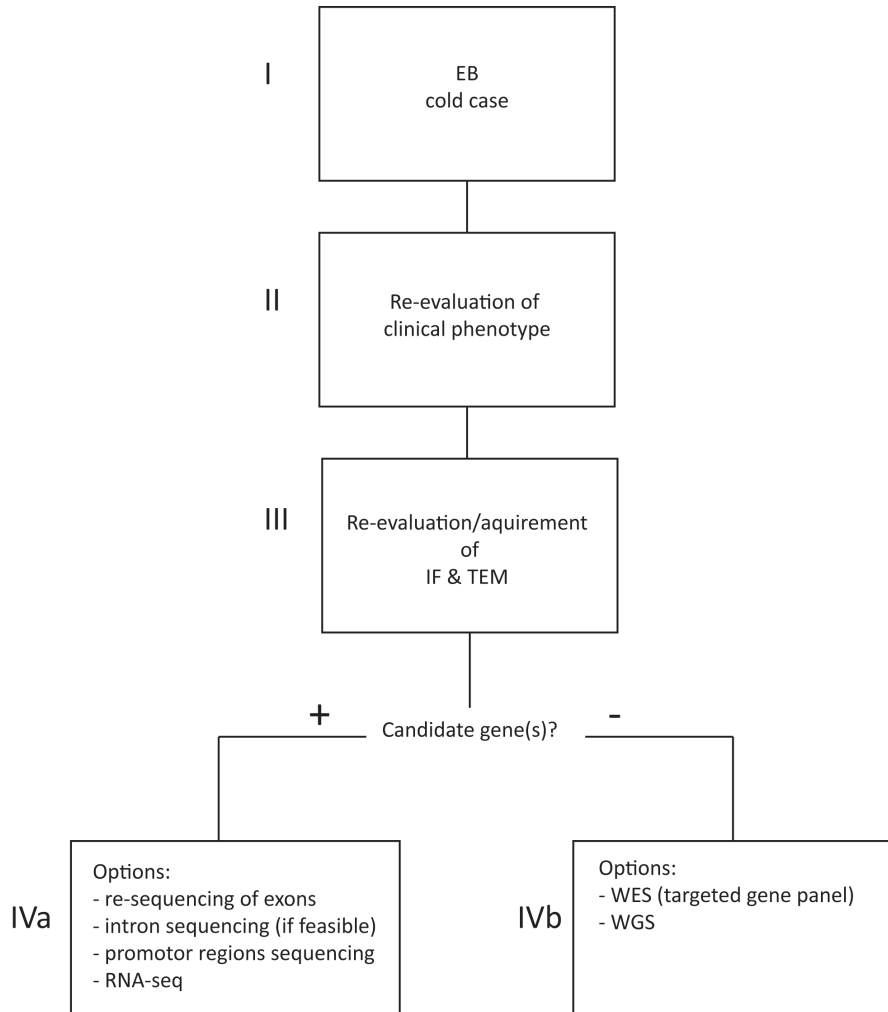 I
EB
cold case
II
Re-evaluation of
clinical phenotype
III
Re-evaluation/aquirement
of
IF & TEM
+
Candidate gene(s)?
-
IVa
Options:
- re-sequencing of exons
- intron sequencing (if feasible)
- promotor regions sequencing
- RNA-seq
IVb
Options:
- WES (targeted gene panel)
- WGS